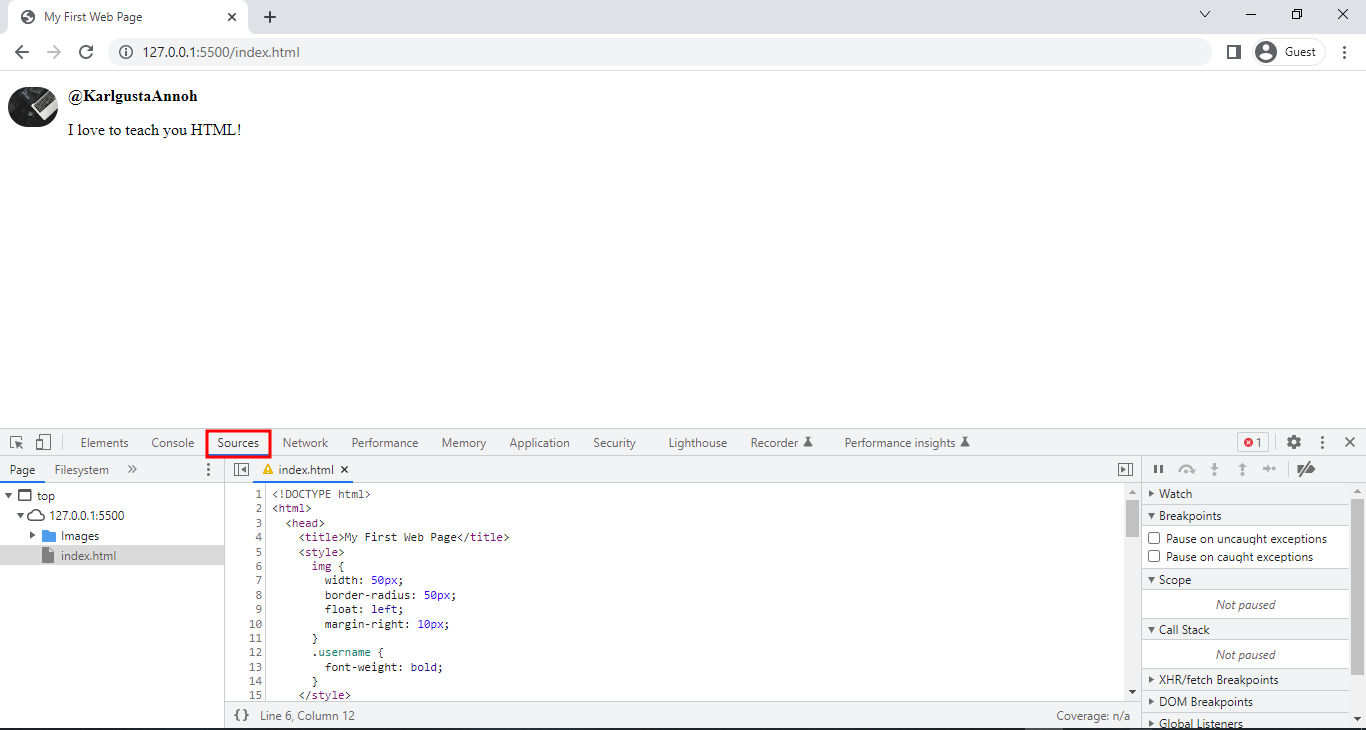 My First Web Page
127.0.0.1:5500/index.html
Guest
@KarlgustaAnnoh
I love to teach you HTML!
Elements Console Sources Network Performance Memory Application Security Lighthouse Recorder Performance insights 1
Page Filesystem » index.html
top
127.0.0.1:5500
Images
index.html
1 <!DOCTYPE html>
2 <html>
3 <head>
4 <title>My First Web Page</title>
5 <style>
6 img {
7 width: 50px;
8 border-radius: 50px;
9 float: left;
10 margin-right: 10px;
11 }
12 .username {
13 font-weight: bold;
14 }
15 </style>
{ } Line 6, Column 12 Coverage: n/a
Watch
Breakpoints
Pause on uncaught exceptions
Pause on caught exceptions
Scope
Not paused
Call Stack
Not paused
XHR/fetch Breakpoints
DOM Breakpoints
Global Listeners